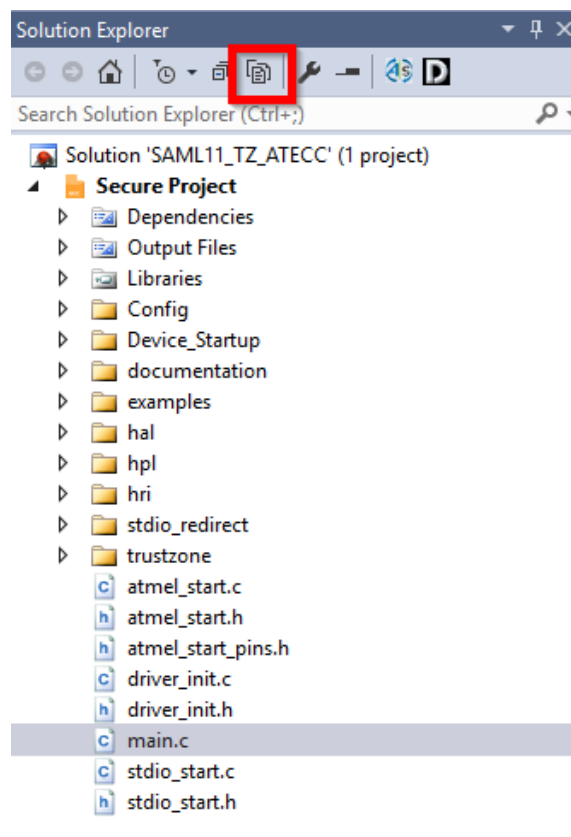 Solution Explorer
Search Solution Explorer (Ctrl+;)
Solution 'SAML11_TZ_ATECC' (1 project)
Secure Project
Dependencies
Output Files
Libraries
Config
Device_Startup
documentation
examples
hal
hpl
hri
stdio_redirect
trustzone
c atmel_start.c
h atmel_start.h
h atmel_start_pins.h
c driver_init.c
h driver_init.h
c main.c
c stdio_start.c
h stdio_start.h